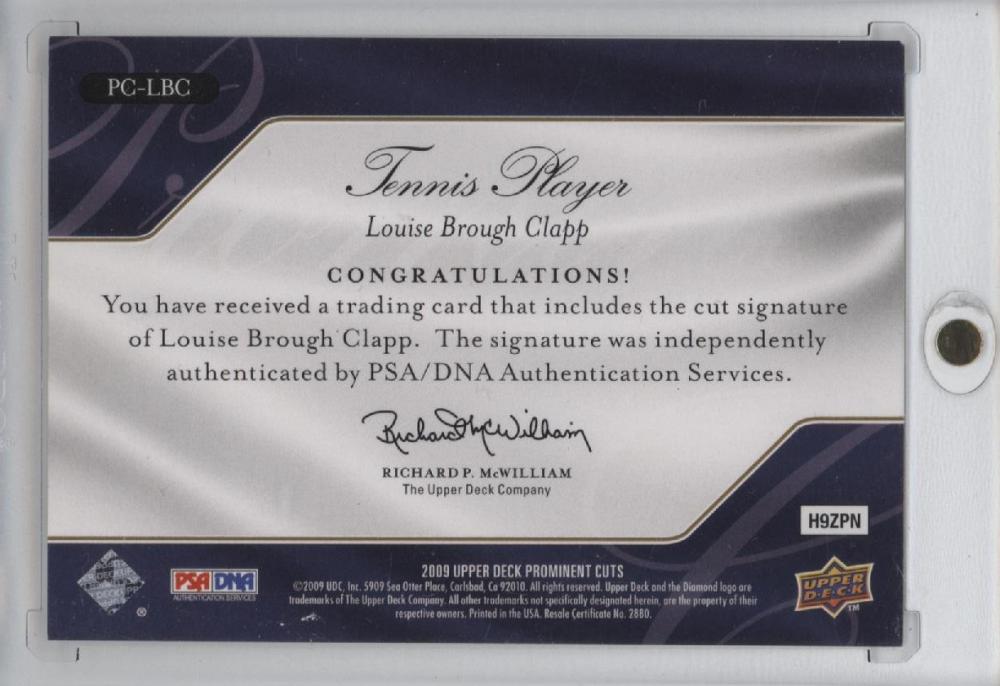 PC-LBC
Tennis Player
Louise Brough Clapp
CONGRATULATIONS!
You have received a trading card that includes the cut signature
of Louise Brough Clapp. The signature was independently
authenticated by PSA/DNA Authentication Services.
Richard McWilliam
RICHARD P. McWILLIAM
The Upper Deck Company
H9ZPN
PSA DNA
AUTHENTICATION SERVICES
®
2009 UPPER DECK PROMINENT CUTS
©2009 UDC, Inc. 5909 Sea Otter Place, Carlsbad, Ca 92010. All rights reserved. Upper Deck and the Diamond logo are
trademarks of The Upper Deck Company. All other trademarks not specifically designated herein, are the property of their
respective owners. Printed in the USA. Resale Certificate No. 2880.
UPPER
D·E·C·K
TM